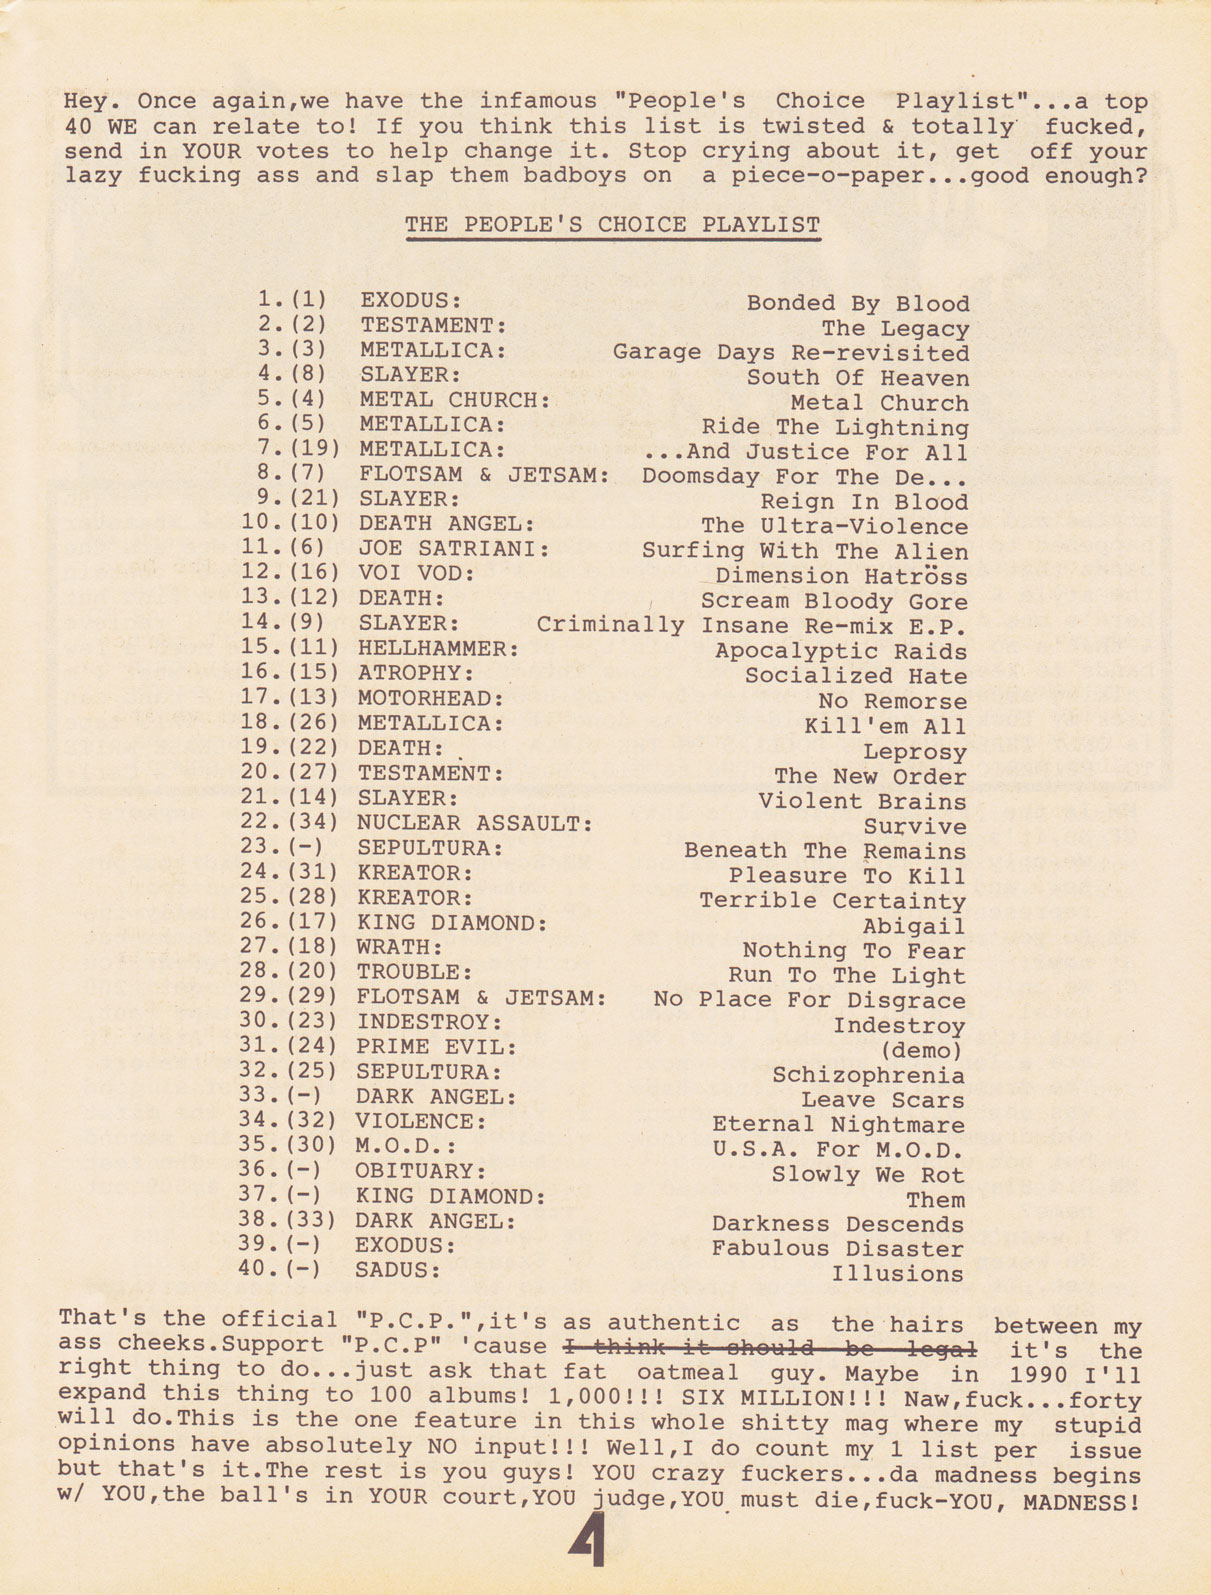 Hey. Once again,we have the infamous "People's Choice Playlist"...a top
40 WE can relate to! If you think this list is twisted & totally fucked,
send in YOUR votes to help change it. Stop crying about it, get off your
lazy fucking ass and slap them badboys on a piece-o-paper...good enough?
THE PEOPLE'S CHOICE PLAYLIST
1.(1) EXODUS: Bonded By Blood
2.(2) TESTAMENT: The Legacy
3.(3) METALLICA: Garage Days Re-revisited
4.(8) SLAYER: South Of Heaven
5.(4) METAL CHURCH: Metal Church
6.(5) METALLICA: Ride The Lightning
7.(19) METALLICA: ...And Justice For All
8.(7) FLOTSAM & JETSAM: Doomsday For The De...
9.(21) SLAYER: Reign In Blood
10.(10) DEATH ANGEL: The Ultra-Violence
11.(6) JOE SATRIANI: Surfing With The Alien
12.(16) VOI VOD: Dimension Hatröss
13.(12) DEATH: Scream Bloody Gore
14.(9) SLAYER: Criminally Insane Re-mix E.P.
15.(11) HELLHAMMER: Apocalyptic Raids
16.(15) ATROPHY: Socialized Hate
17.(13) MOTORHEAD: No Remorse
18.(26) METALLICA: Kill'em All
19.(22) DEATH: Leprosy
20.(27) TESTAMENT: The New Order
21.(14) SLAYER: Violent Brains
22.(34) NUCLEAR ASSAULT: Survive
23.(-) SEPULTURA: Beneath The Remains
24.(31) KREATOR: Pleasure To Kill
25.(28) KREATOR: Terrible Certainty
26.(17) KING DIAMOND: Abigail
27.(18) WRATH: Nothing To Fear
28.(20) TROUBLE: Run To The Light
29.(29) FLOTSAM & JETSAM: No Place For Disgrace
30.(23) INDESTROY: Indestroy
31.(24) PRIME EVIL: (demo)
32.(25) SEPULTURA: Schizophrenia
33.(-) DARK ANGEL: Leave Scars
34.(32) VIOLENCE: Eternal Nightmare
35.(30) M.O.D.: U.S.A. For M.O.D.
36.(-) OBITUARY: Slowly We Rot
37.(-) KING DIAMOND: Them
38.(33) DARK ANGEL: Darkness Descends
39.(-) EXODUS: Fabulous Disaster
40.(-) SADUS: Illusions
That's the official "P.C.P.",it's as authentic as the hairs between my
ass cheeks.Support "P.C.P" 'cause I think it should be legal it's the
right thing to do...just ask that fat oatmeal guy. Maybe in 1990 I'll
expand this thing to 100 albums! 1,000!!! SIX MILLION!!! Naw,fuck...forty
will do.This is the one feature in this whole shitty mag where my stupid
opinions have absolutely NO input!!! Well,I do count my 1 list per issue
but that's it.The rest is you guys! YOU crazy fuckers...da madness begins
w/ YOU,the ball's in YOUR court,YOU judge,YOU must die,fuck-YOU, MADNESS!
4